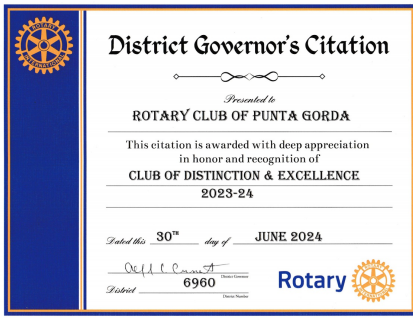 ROTARY
INTERNATIONAL
District Governor's Citation
Presented to
ROTARY CLUB OF PUNTA GORDA
This citation is awarded with deep appreciation
in honor and recognition of
CLUB OF DISTINCTION & EXCELLENCE
2023-24
Dated this 30TH day of JUNE 2024
District Governor
District 6960
District Number
Rotary